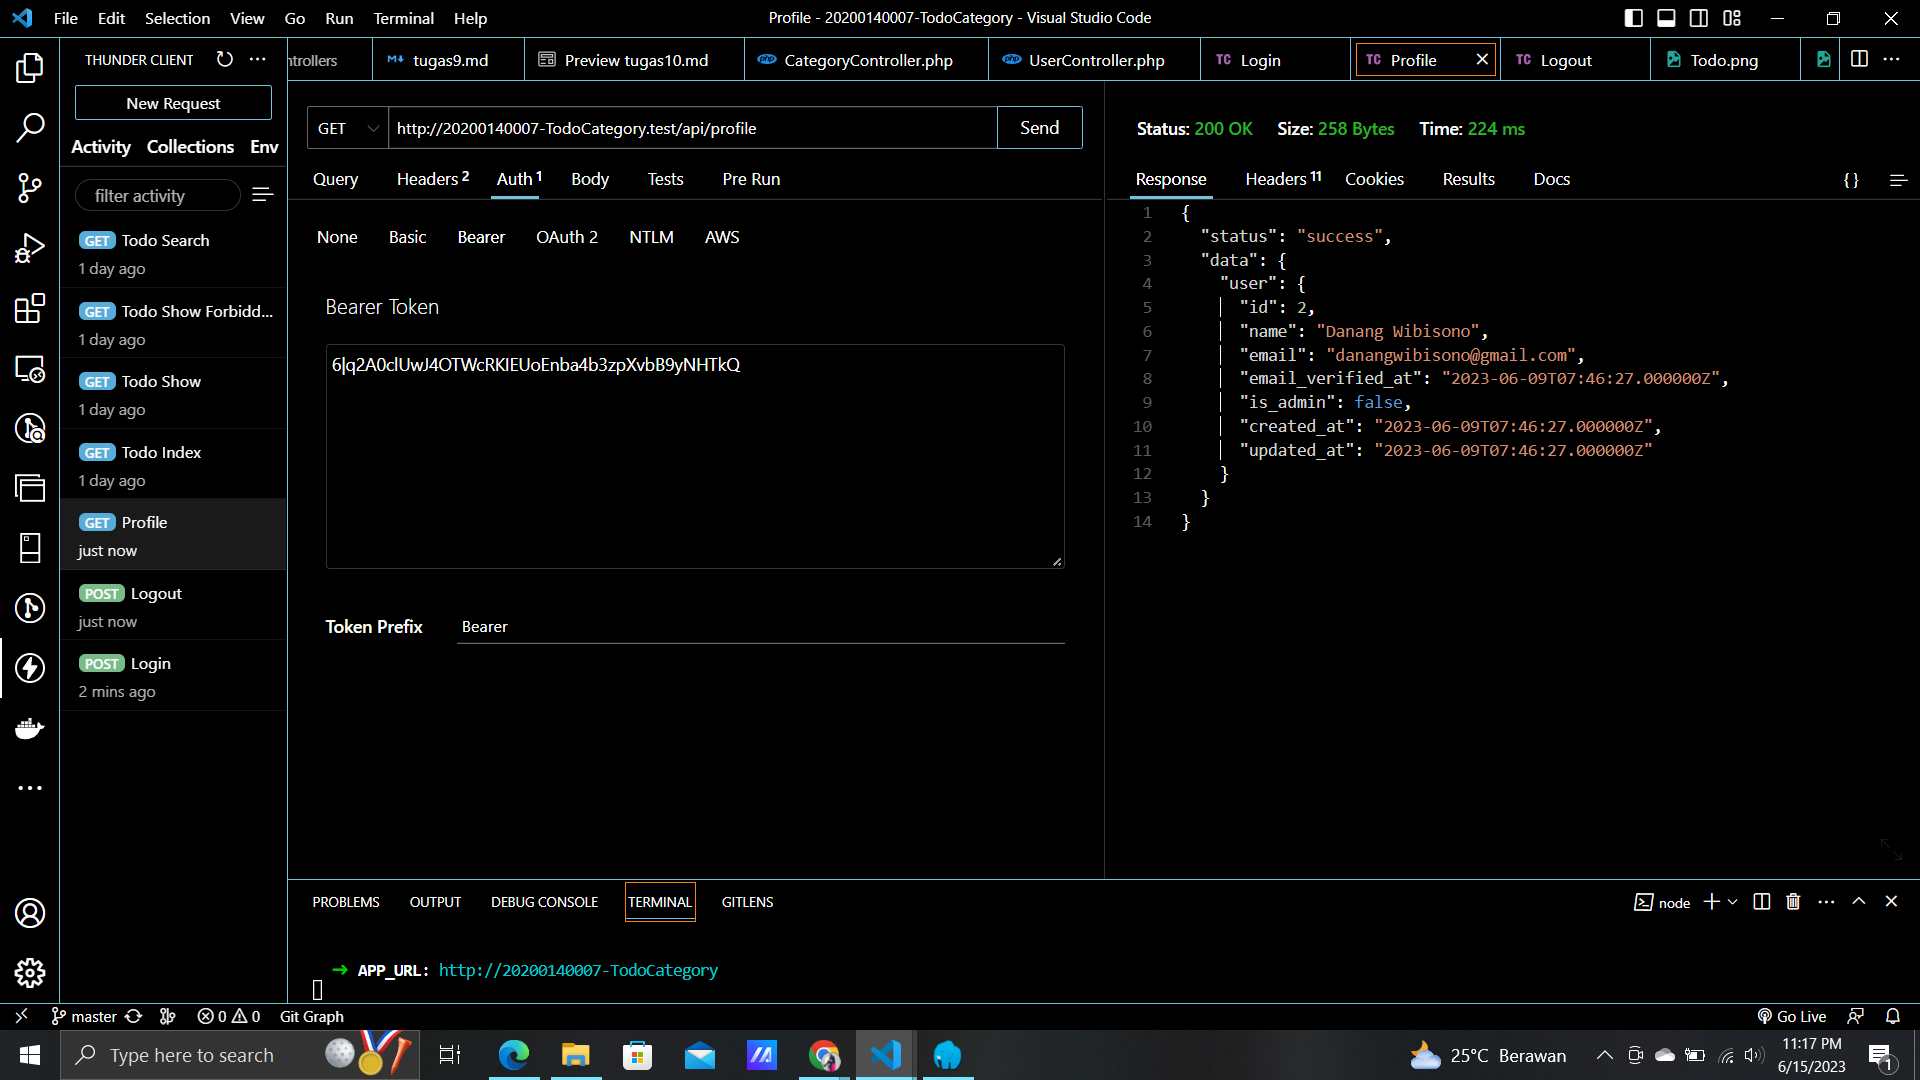 File Edit Selection View Go Run Terminal Help
Profile - 20200140007-TodoCategory - Visual Studio Code
THUNDER CLIENT
New Request
Activity Collections Env
filter activity
GET Todo Search
1 day ago
GET Todo Show Forbidd...
1 day ago
GET Todo Show
1 day ago
GET Todo Index
1 day ago
GET Profile
just now
POST Logout
just now
POST Login
2 mins ago
ntrollers
tugas9.md
Preview tugas10.md
CategoryController.php
UserController.php
TC Login
TC Profile
TC Logout
Todo.png
GET http://20200140007-TodoCategory.test/api/profile Send
Query Headers 2 Auth 1 Body Tests Pre Run
None Basic Bearer OAuth 2 NTLM AWS
Bearer Token
6|q2A0clUwJ4OTWcRKIEUoEnba4b3zpXvbB9yNHTkQ
Token Prefix Bearer
Status: 200 OK Size: 258 Bytes Time: 224 ms
Response Headers 11 Cookies Results Docs
{ }
1 {
2 "status": "success",
3 "data": {
4 "user": {
5 "id": 2,
6 "name": "Danang Wibisono",
7 "email": "danangwibisono@gmail.com",
8 "email_verified_at": "2023-06-09T07:46:27.000000Z",
9 "is_admin": false,
10 "created_at": "2023-06-09T07:46:27.000000Z",
11 "updated_at": "2023-06-09T07:46:27.000000Z"
12 }
13 }
14 }
PROBLEMS OUTPUT DEBUG CONSOLE TERMINAL GITLENS
node
➜ APP_URL: http://20200140007-TodoCategory
master 0 0 Git Graph
Go Live
Type here to search
25°C Berawan
11:17 PM
6/15/2023
1